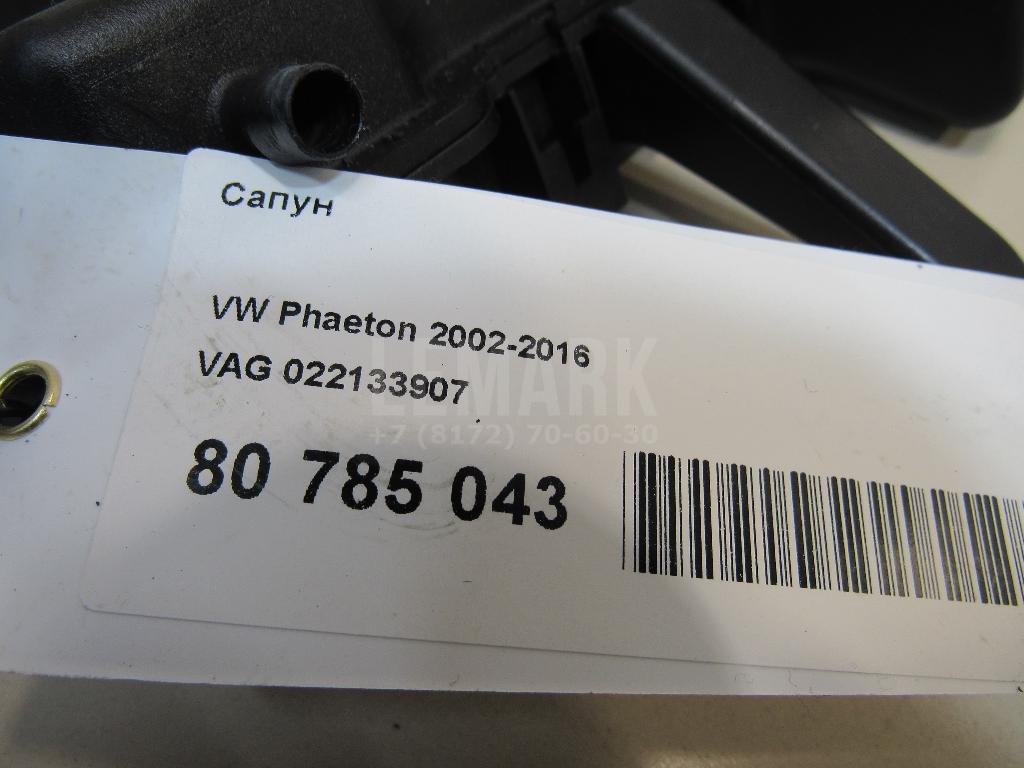 Сапун
VW Phaeton 2002-2016
VAG 022133907
LEMARK
+7 (8172) 70-60-30
80 785 043